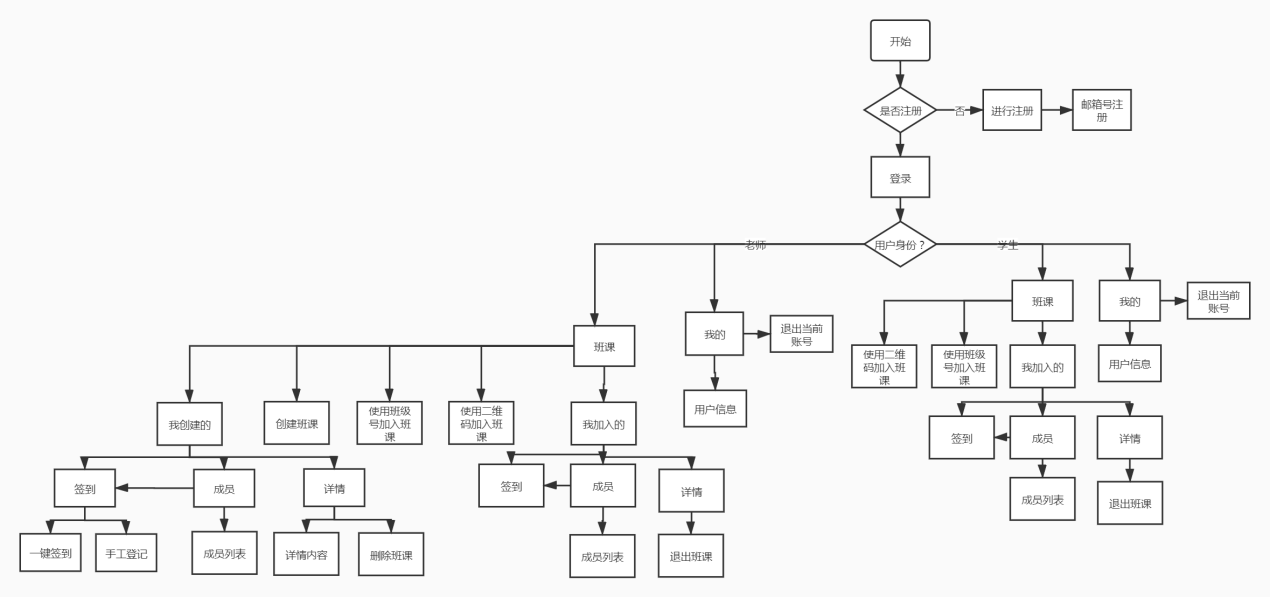 开始
是否注册
否
进行注册
邮箱号注
册
登录
老师
用户身份？
学生
班课
我的
退出当前
账号
用户信息
我创建的
创建班课
使用班级
号加入班
课
使用二维
码加入班
课
我加入的
签到
成员
详情
一键签到
手工登记
成员列表
详情内容
删除班课
签到
成员
详情
成员列表
退出班课
班课
我的
退出当前
账号
使用二维
码加入班
课
使用班级
号加入班
课
我加入的
用户信息
签到
成员
详情
成员列表
退出班课